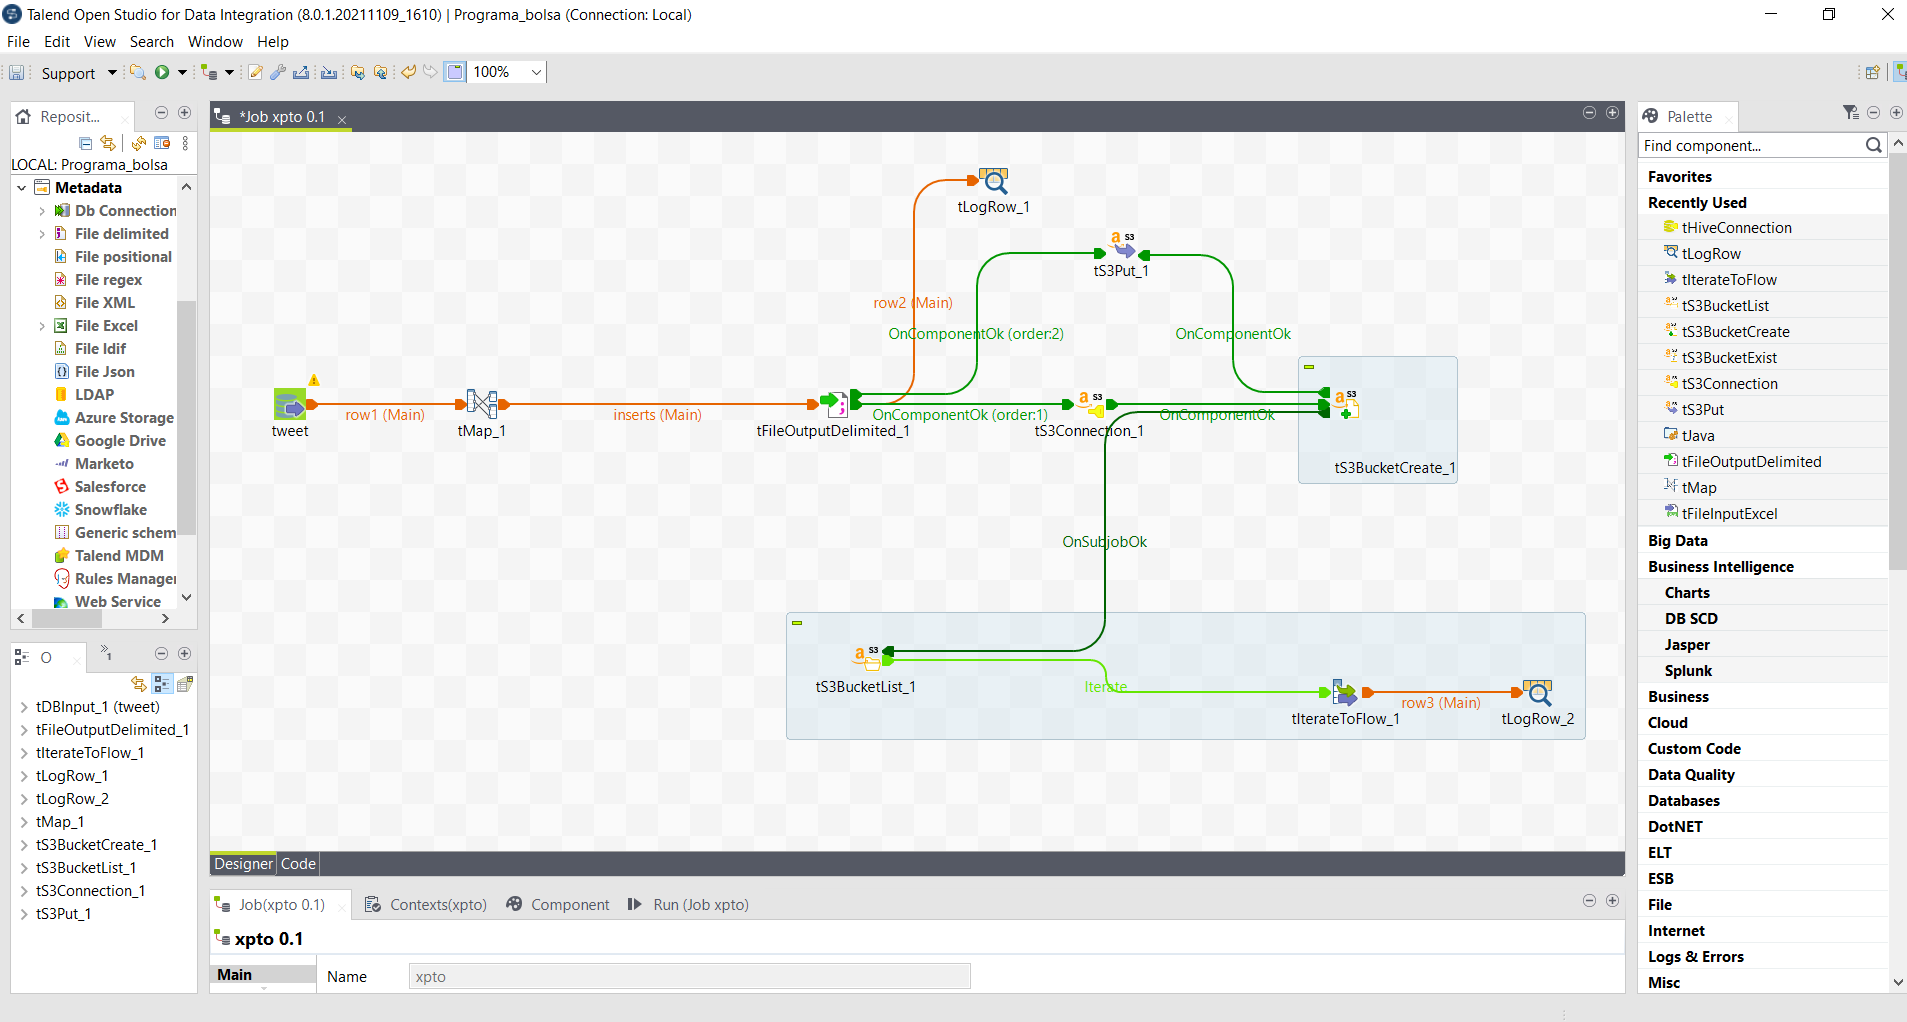 Talend Open Studio for Data Integration (8.0.1.20211109_1610) | Programa_bolsa (Connection: Local)
File Edit View Search Window Help
Support 100%
Reposit...
LOCAL: Programa_bolsa
Metadata
Db Connection
File delimited
File positional
File regex
File XML
File Excel
File ldif
File Json
LDAP
Azure Storage
Google Drive
Marketo
Salesforce
Snowflake
Generic schem
Talend MDM
Rules Manager
Web Service
O
1
tDBInput_1 (tweet)
tFileOutputDelimited_1
tIterateToFlow_1
tLogRow_1
tLogRow_2
tMap_1
tS3BucketCreate_1
tS3BucketList_1
tS3Connection_1
tS3Put_1
*Job xpto 0.1
tLogRow_1
a S3
tS3Put_1
row2 (Main)
OnComponentOk (order:2)
OnComponentOk
tweet
row1 (Main)
tMap_1
inserts (Main)
tFileOutputDelimited_1
OnComponentOk (order:1)
a S3
tS3Connection_1
OnComponentOk
a S3
tS3BucketCreate_1
OnSubjobOk
a S3
tS3BucketList_1
Iterate
tIterateToFlow_1
row3 (Main)
tLogRow_2
Designer Code
Job(xpto 0.1) Contexts(xpto) Component Run (Job xpto)
xpto 0.1
Main Name xpto
Palette
Find component...
Favorites
Recently Used
tHiveConnection
tLogRow
tIterateToFlow
tS3BucketList
tS3BucketCreate
tS3BucketExist
tS3Connection
tS3Put
tJava
tFileOutputDelimited
tMap
tFileInputExcel
Big Data
Business Intelligence
Charts
DB SCD
Jasper
Splunk
Business
Cloud
Custom Code
Data Quality
Databases
DotNET
ELT
ESB
File
Internet
Logs & Errors
Misc